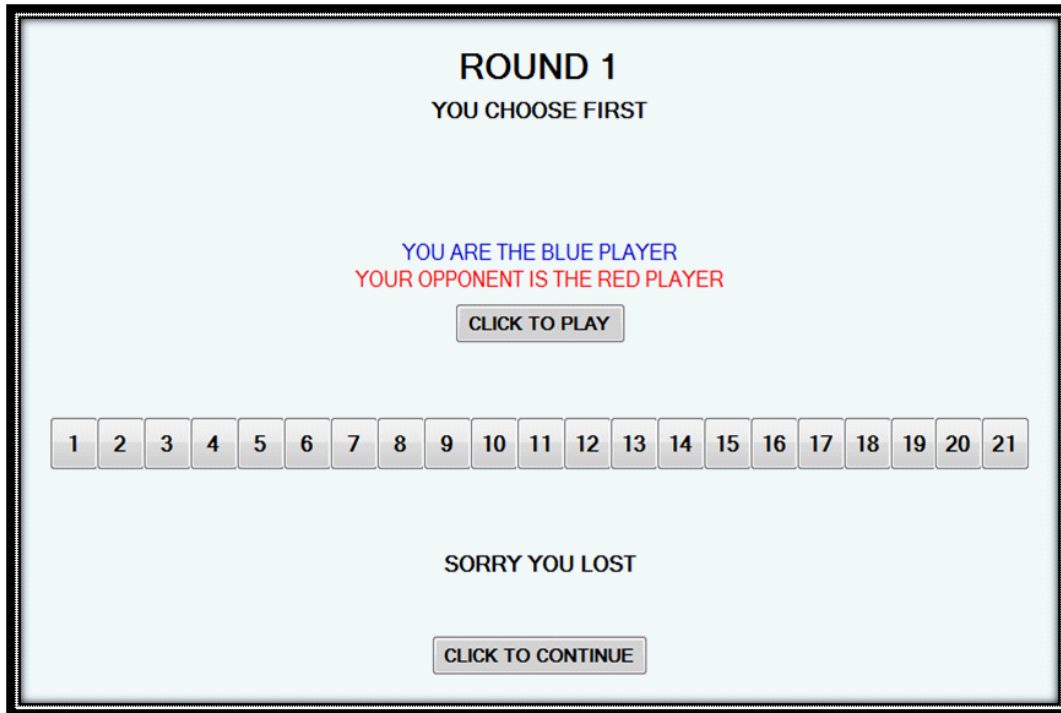 ROUND 1
YOU CHOOSE FIRST
YOU ARE THE BLUE PLAYER
YOUR OPPONENT IS THE RED PLAYER
CLICK TO PLAY
1 2 3 4 5 6 7 8 9 10 11 12 13 14 15 16 17 18 19 20 21
SORRY YOU LOST
CLICK TO CONTINUE